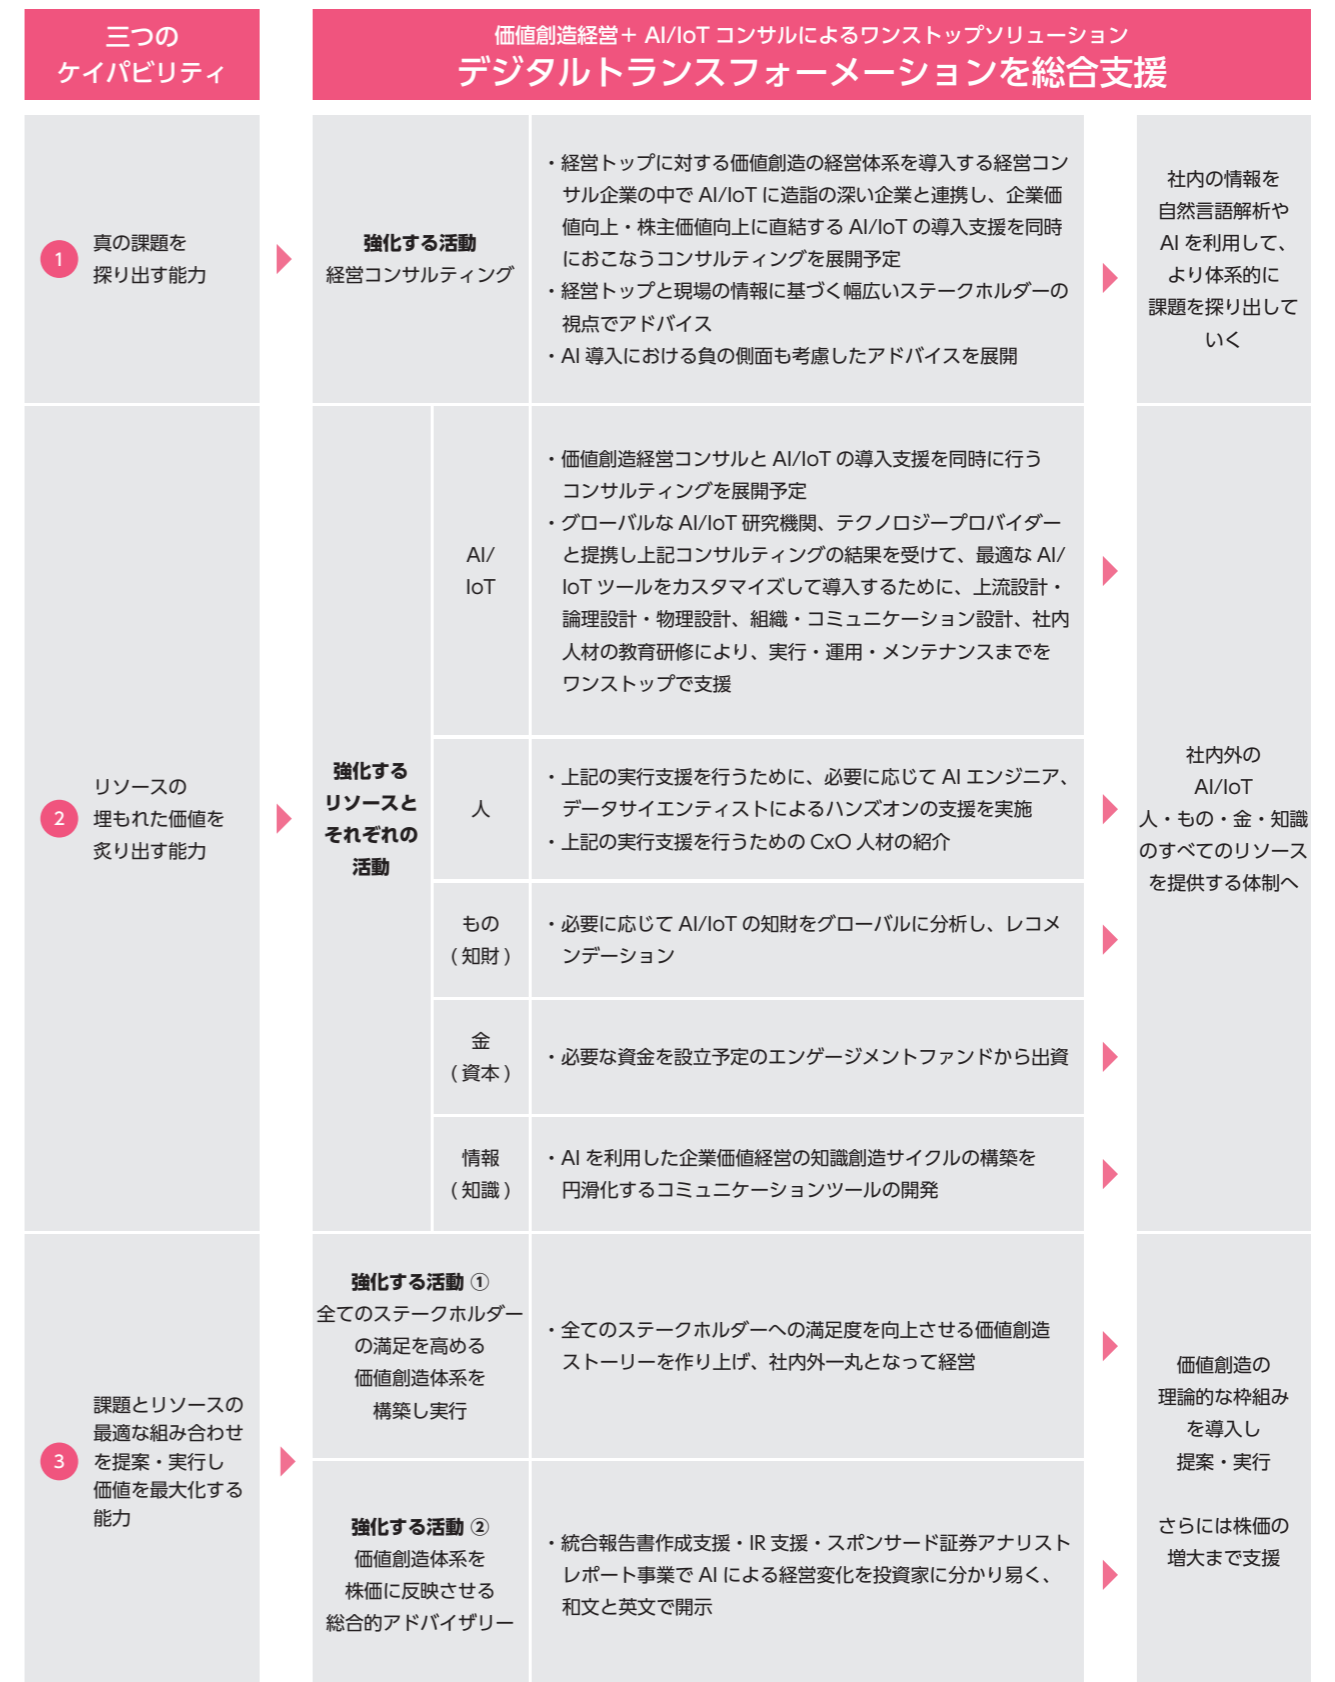 三つの
ケイパビリティ
価値創造経営＋ AI/IoT コンサルによるワンストップソリューション
デジタルトランスフォーメーションを総合支援
1
真の課題を
探り出す能力
強化する活動
経営コンサルティング
・経営トップに対する価値創造の経営体系を導入する経営コン
サル企業の中で AI/IoT に造詣の深い企業と連携し、企業価
値向上・株主価値向上に直結する AI/IoT の導入支援を同時
におこなうコンサルティングを展開予定
・経営トップと現場の情報に基づく幅広いステークホルダーの
視点でアドバイス
・AI 導入における負の側面も考慮したアドバイスを展開
社内の情報を
自然言語解析や
AI を利用して、
より体系的に
課題を探り出して
いく
2
リソースの
埋もれた価値を
炙り出す能力
強化する
リソースと
それぞれの
活動
AI/
IoT
・価値創造経営コンサルと AI/IoT の導入支援を同時に行う
コンサルティングを展開予定
・グローバルな AI/IoT 研究機関、テクノロジープロバイダー
と提携し上記コンサルティングの結果を受けて、最適な AI/
IoT ツールをカスタマイズして導入するために、上流設計・
論理設計・物理設計、組織・コミュニケーション設計、社内
人材の教育研修により、実行・運用・メンテナンスまでを
ワンストップで支援
人
・上記の実行支援を行うために、必要に応じて AI エンジニア、
データサイエンティストによるハンズオンの支援を実施
・上記の実行支援を行うための CxO 人材の紹介
もの
( 知財 )
・必要に応じて AI/IoT の知財をグローバルに分析し、レコメ
ンデーション
金
( 資本 )
・必要な資金を設立予定のエンゲージメントファンドから出資
情報
( 知識 )
・AI を利用した企業価値経営の知識創造サイクルの構築を
円滑化するコミュニケーションツールの開発
社内外の
AI/IoT
人・もの・金・知識
のすべてのリソース
を提供する体制へ
3
課題とリソースの
最適な組み合わせ
を提案・実行し
価値を最大化する
能力
強化する活動 ①
全てのステークホルダー
の満足を高める
価値創造体系を
構築し実行
・全てのステークホルダーへの満足度を向上させる価値創造
ストーリーを作り上げ、社内外一丸となって経営
強化する活動 ②
価値創造体系を
株価に反映させる
総合的アドバイザリー
・統合報告書作成支援・IR 支援・スポンサード証券アナリスト
レポート事業で AI による経営変化を投資家に分かり易く、
和文と英文で開示
価値創造の
理論的な枠組み
を導入し
提案・実行
さらには株価の
増大まで支援